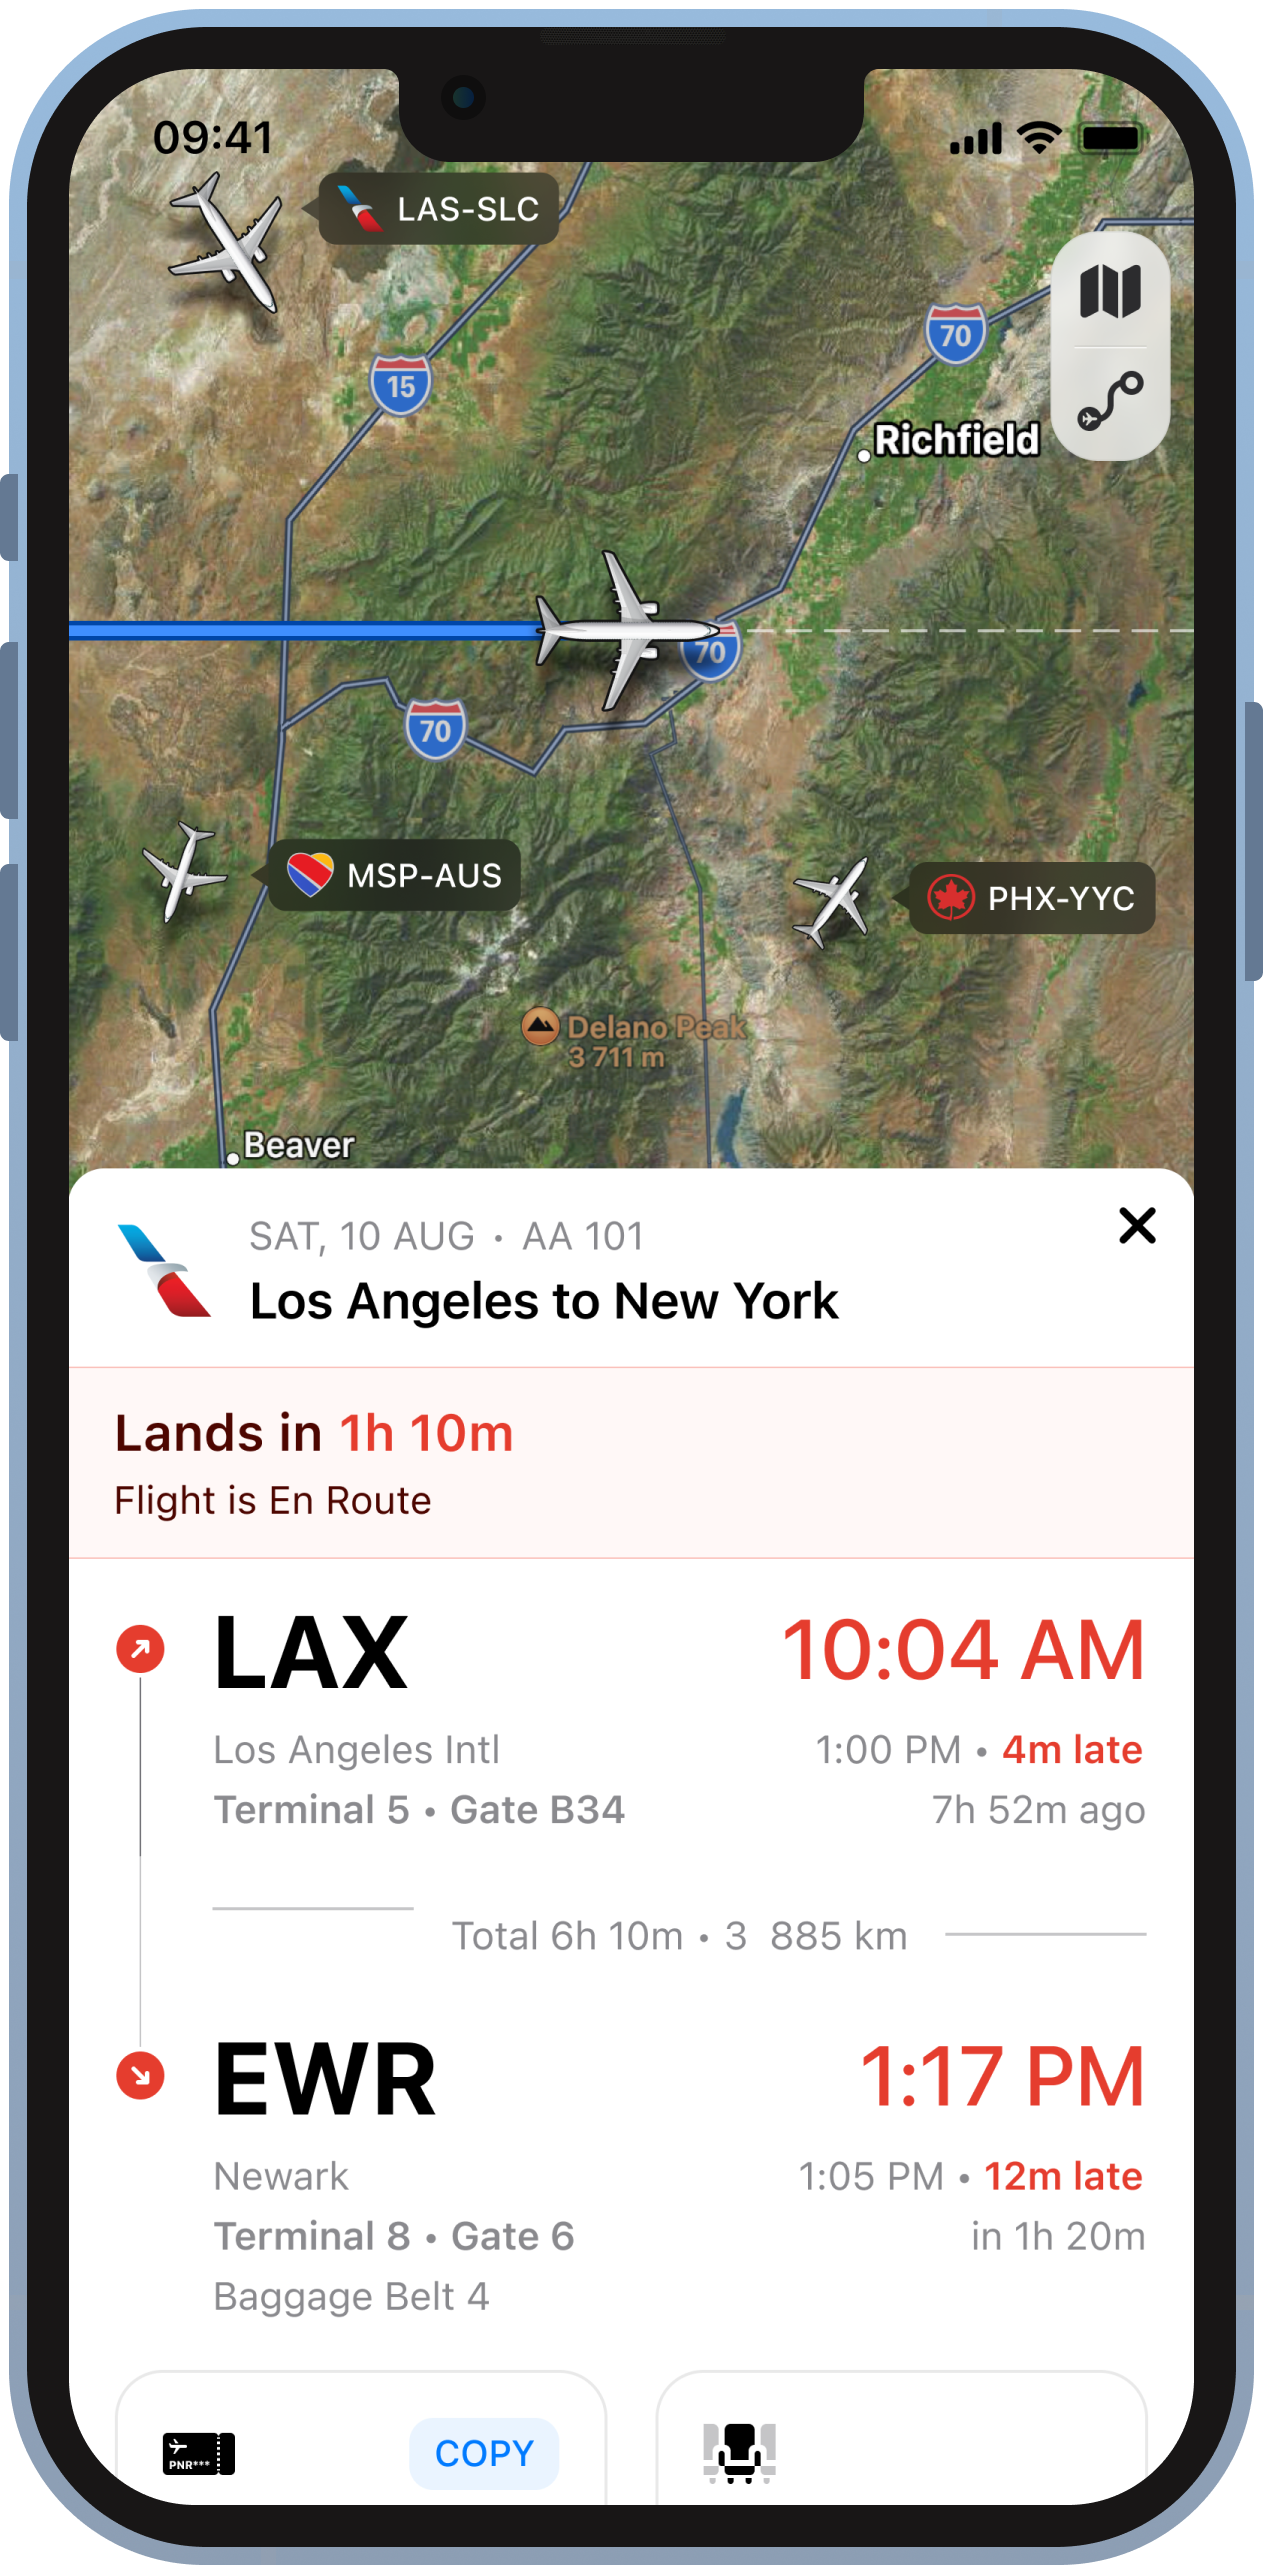 09:41
LAS-SLC
15
70
Richfield
70
70
MSP-AUS
PHX-YYC
Delano Peak
3 711 m
Beaver
SAT, 10 AUG • AA 101
Los Angeles to New York
Lands in 1h 10m
Flight is En Route
LAX
10:04 AM
Los Angeles Intl
1:00 PM • 4m late
Terminal 5 • Gate B34
7h 52m ago
Total 6h 10m • 3 885 km
EWR
1:17 PM
Newark
1:05 PM • 12m late
Terminal 8 • Gate 6
in 1h 20m
Baggage Belt 4
PNR***
COPY